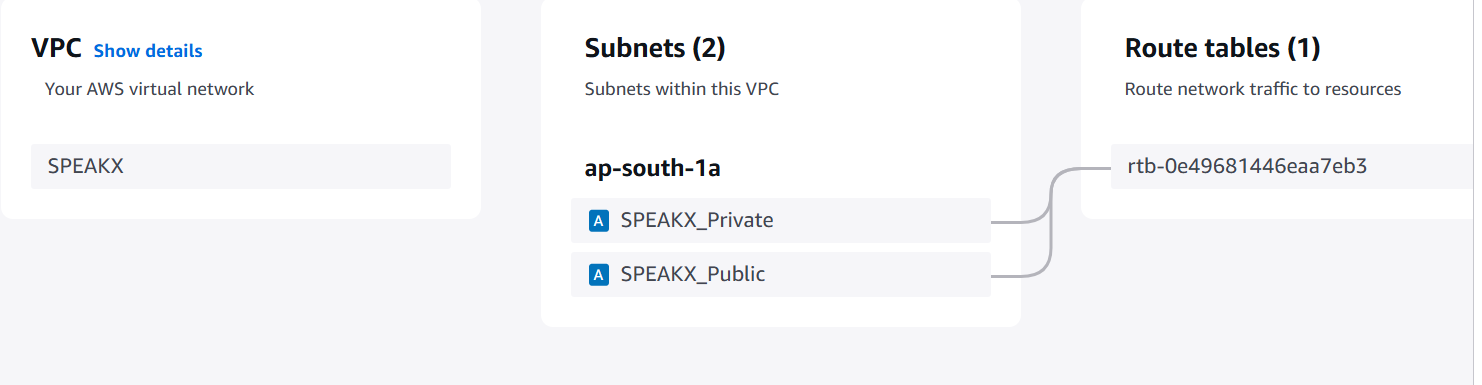 VPC Show details
Your AWS virtual network
SPEAKX
Subnets (2)
Subnets within this VPC
ap-south-1a
A SPEAKX_Private
A SPEAKX_Public
Route tables (1)
Route network traffic to resources
rtb-0e49681446eaa7eb3